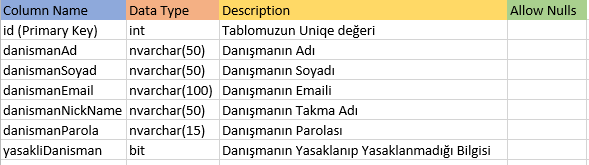 Column Name Data Type Description Allow Nulls
id (Primary Key) int Tablomuzun Uniqe değeri
danismanAd nvarchar(50) Danışmanın Adı
danismanSoyad nvarchar(50) Danışmanın Soyadı
danismanEmail nvarchar(100) Danışmanın Emaili
danismanNickName nvarchar(50) Danışmanın Takma Adı
danismanParola nvarchar(15) Danışmanın Parolası
yasakliDanisman bit Danışmanın Yasaklanıp Yasaklanmadığı Bilgisi